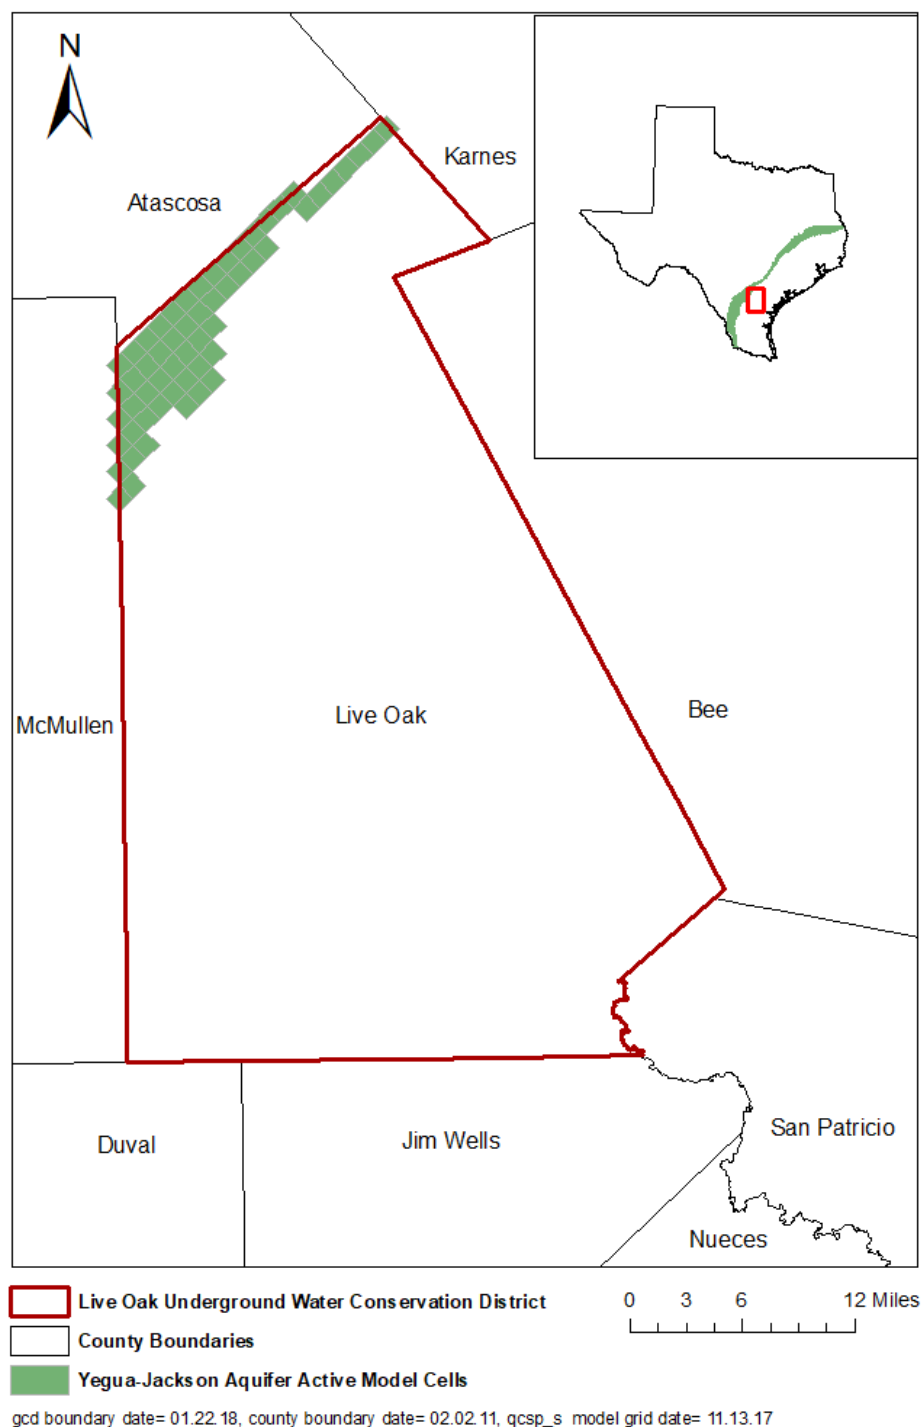 N
Karnes
Atascosa
McMullen
Live Oak
Bee
Duval
Jim Wells
San Patricio
Nueces
Live Oak Underground Water Conservation District
0 3 6 12 Miles
County Boundaries
Yegua-Jackson Aquifer Active Model Cells
gcd boundary date= 01.22.18, county boundary date= 02.02.11, qcsp_s model grid date= 11.13.17